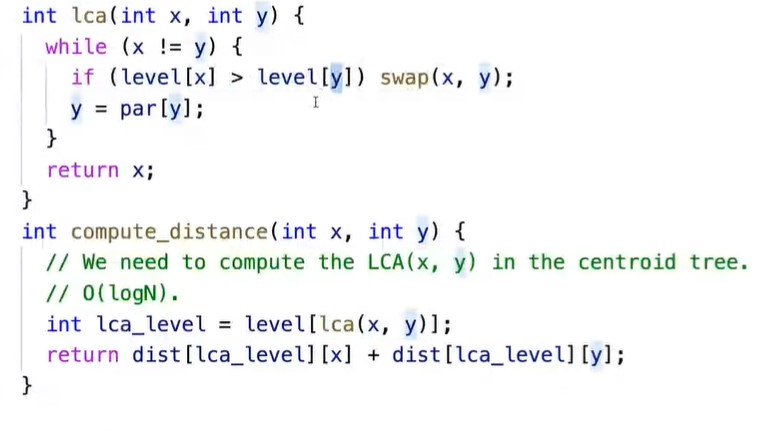 int lca(int x, int y) {
while (x != y) {
if (level[x] > level[y]) swap(x, y);
y = par[y];
}
return x;
}
int compute_distance(int x, int y) {
// We need to compute the LCA(x, y) in the centroid tree.
// O(logN).
int lca_level = level[lca(x, y)];
return dist[lca_level][x] + dist[lca_level][y];
}